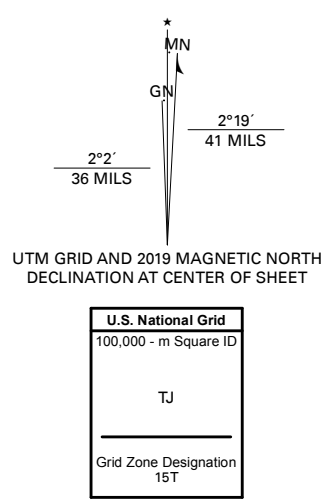 ★
MN
GN
2°19´
41 MILS
2°2´
36 MILS
UTM GRID AND 2019 MAGNETIC NORTH
DECLINATION AT CENTER OF SHEET
U.S. National Grid
100,000 - m Square ID
TJ
Grid Zone Designation
15T